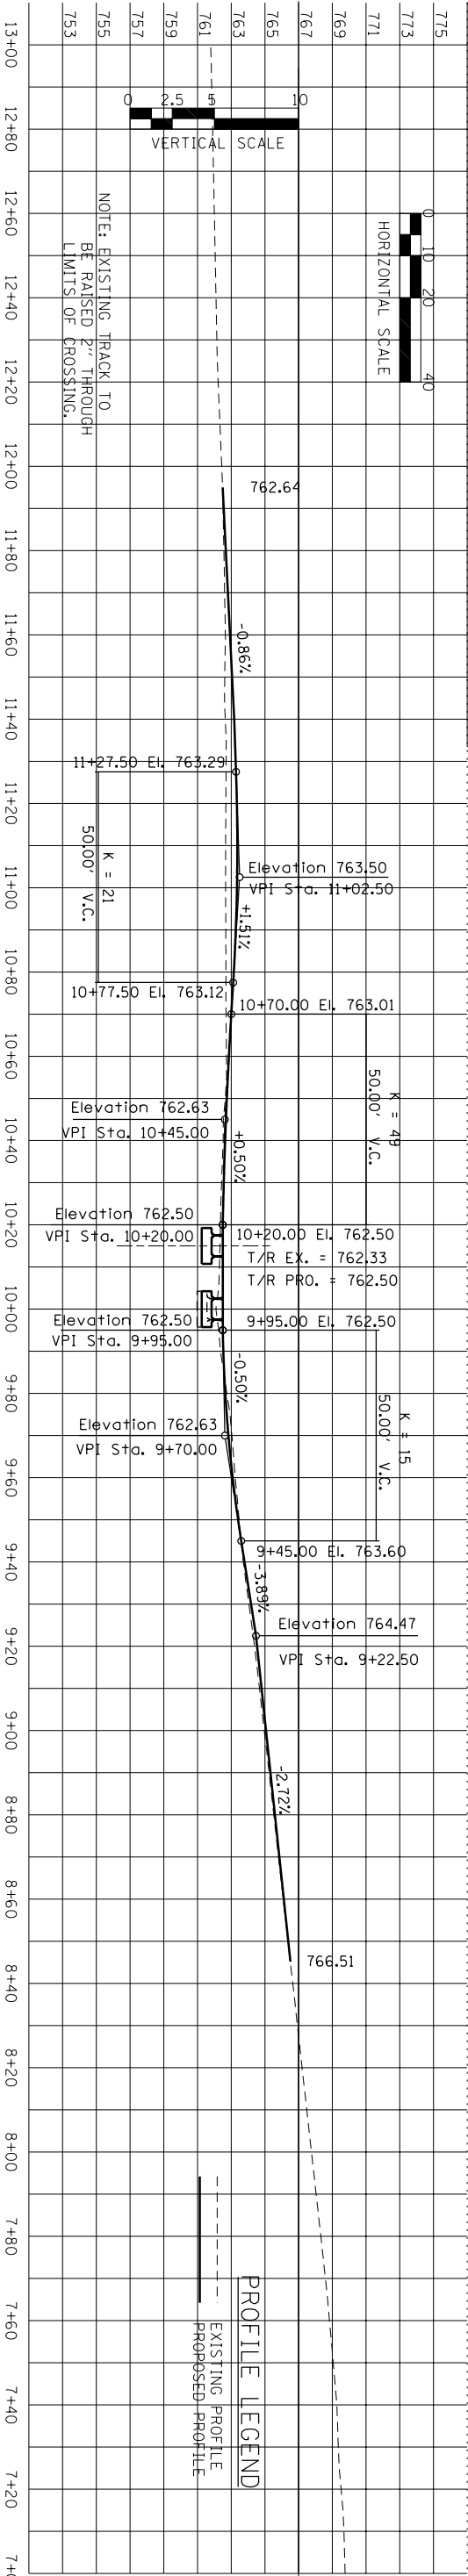 775
773
771
769
767
765
763
761
759
757
755
753
0 10 20 40
HORIZONTAL SCALE
0 2.5 5 10
VERTICAL SCALE
NOTE: EXISTING TRACK TO
BE RAISED 2" THROUGH
LIMITS OF CROSSING.
762.64
-0.86%
11+27.50 El. 763.29
Elevation 763.50
VPI Sta. 11+02.50
K = 21
50.00' V.C.
+1.51%
10+77.50 El. 763.12
10+70.00 El. 763.01
K = 49
50.00' V.C.
Elevation 762.63
VPI Sta. 10+45.00
+0.50%
Elevation 762.50
VPI Sta. 10+20.00
10+20.00 El. 762.50
T/R EX. = 762.33
T/R PRO. = 762.50
Elevation 762.50
VPI Sta. 9+95.00
9+95.00 El. 762.50
-0.50%
K = 15
50.00' V.C.
Elevation 762.63
VPI Sta. 9+70.00
9+45.00 El. 763.60
-3.89%
Elevation 764.47
VPI Sta. 9+22.50
-2.72%
766.51
PROFILE LEGEND
EXISTING PROFILE
PROPOSED PROFILE
13+00
12+80
12+60
12+40
12+20
12+00
11+80
11+60
11+40
11+20
11+00
10+80
10+60
10+40
10+20
10+00
9+80
9+60
9+40
9+20
9+00
8+80
8+60
8+40
8+20
8+00
7+80
7+60
7+40
7+20